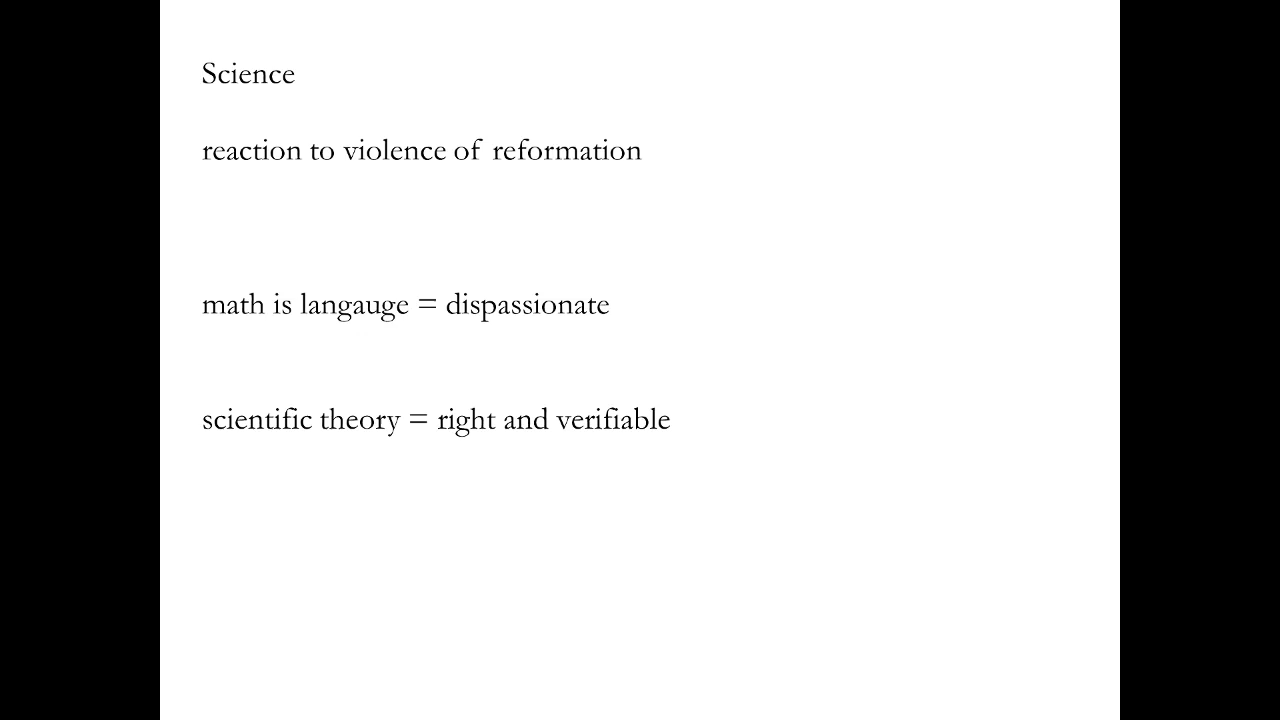 Science
reaction to violence of reformation
math is langauge = dispassionate
scientific theory = right and verifiable